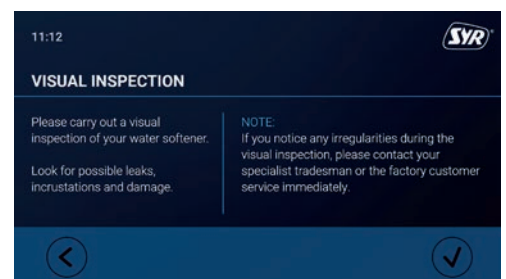 11:12
SYR
VISUAL INSPECTION
Please carry out a visual
inspection of your water softener.
Look for possible leaks,
incrustations and damage.
NOTE:
If you notice any irregularities during the
visual inspection, please contact your
specialist tradesman or the factory customer
service immediately.